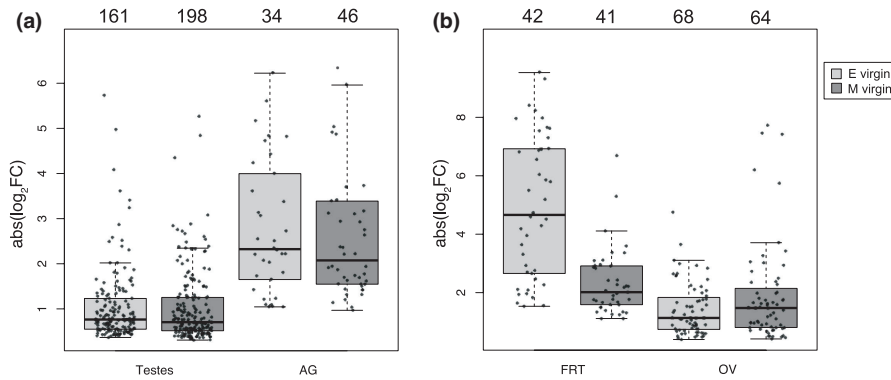 (a) 161 198 34 46
abs(log2FC)
6
5
4
3
2
1
Testes AG
(b) 42 41 68 64
abs(log2FC)
8
6
4
2
FRT OV
E virgin
M virgin